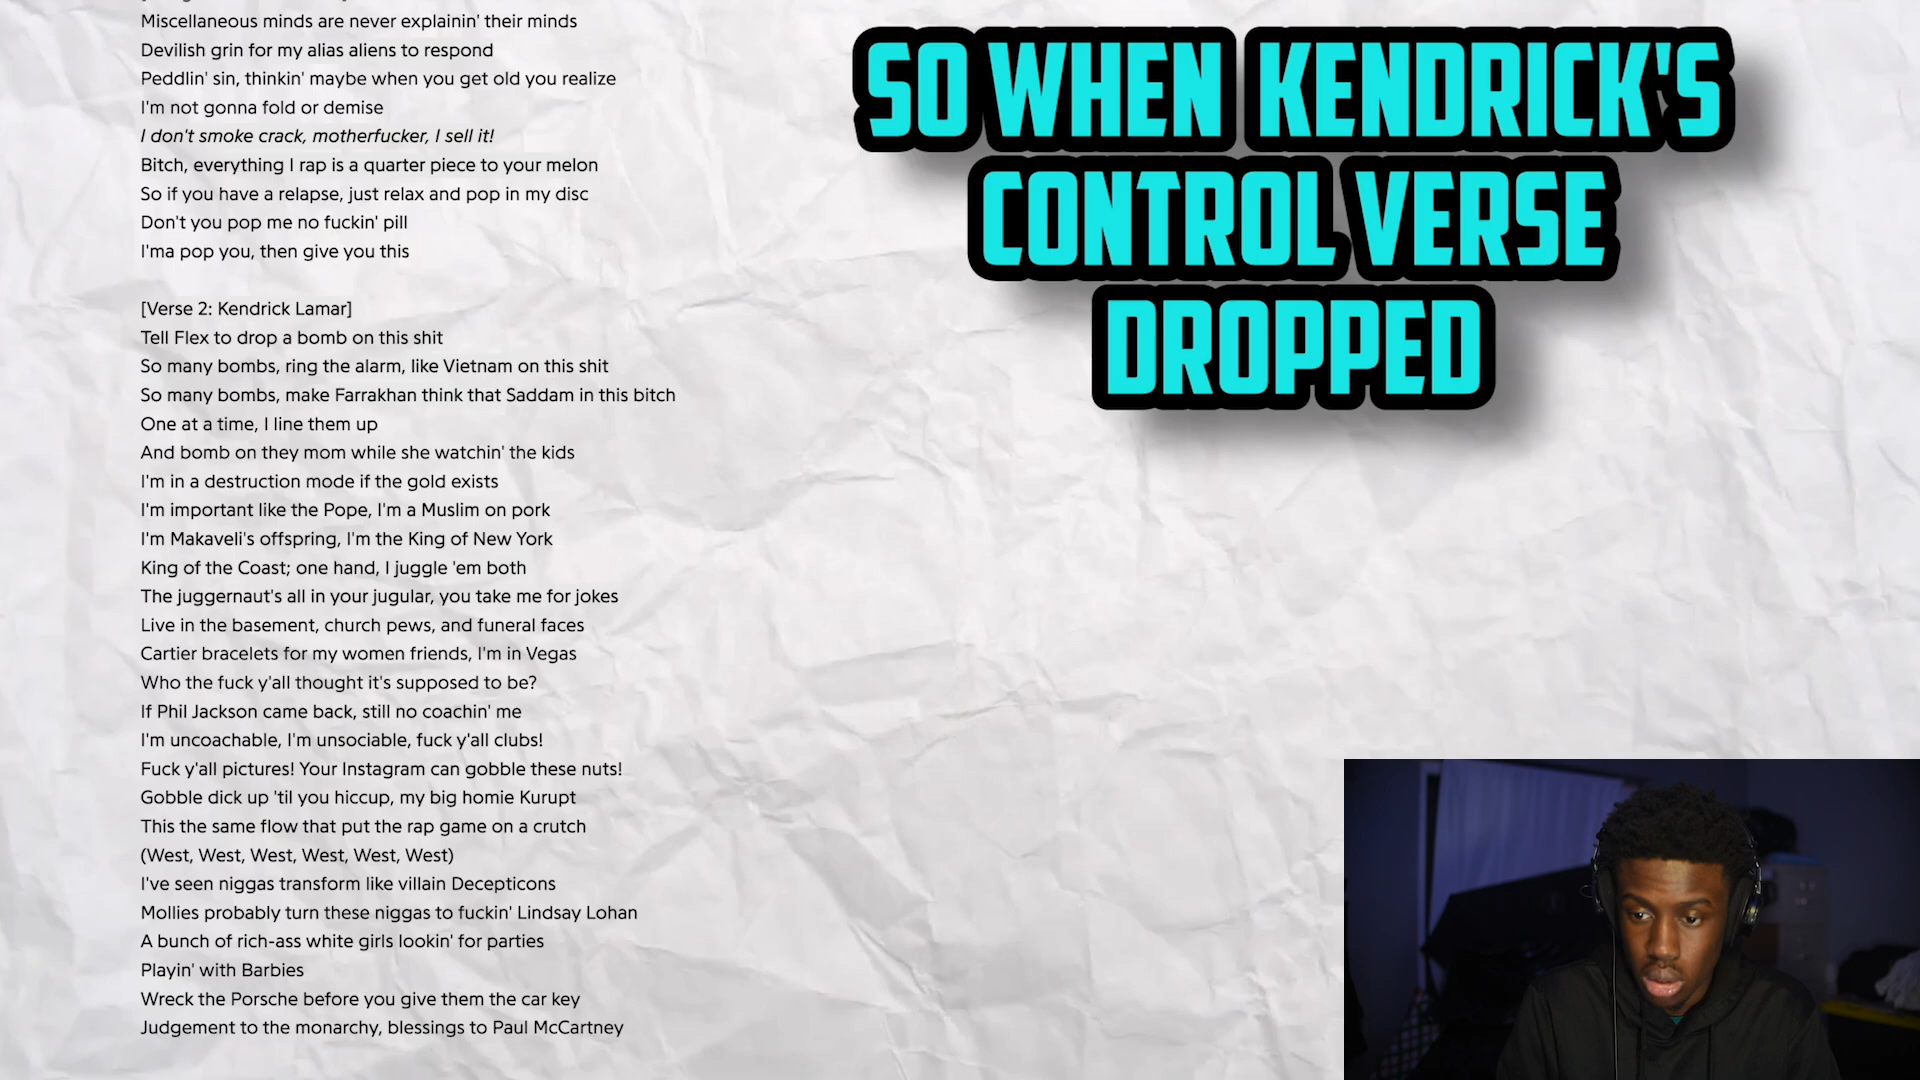 Miscellaneous minds are never explainin' their minds
Devilish grin for my alias aliens to respond
Peddlin' sin, thinkin' maybe when you get old you realize
I'm not gonna fold or demise
I don't smoke crack, motherfucker, I sell it!
Bitch, everything I rap is a quarter piece to your melon
So if you have a relapse, just relax and pop in my disc
Don't you pop me no fuckin' pill
I'ma pop you, then give you this
[Verse 2: Kendrick Lamar]
Tell Flex to drop a bomb on this shit
So many bombs, ring the alarm, like Vietnam on this shit
So many bombs, make Farrakhan think that Saddam in this bitch
One at a time, I line them up
And bomb on they mom while she watchin' the kids
I'm in a destruction mode if the gold exists
I'm important like the Pope, I'm a Muslim on pork
I'm Makaveli's offspring, I'm the King of New York
King of the Coast; one hand, I juggle 'em both
The juggernaut's all in your jugular, you take me for jokes
Live in the basement, church pews, and funeral faces
Cartier bracelets for my women friends, I'm in Vegas
Who the fuck y'all thought it's supposed to be?
If Phil Jackson came back, still no coachin' me
I'm uncoachable, I'm unsociable, fuck y'all clubs!
Fuck y'all pictures! Your Instagram can gobble these nuts!
Gobble dick up 'til you hiccup, my big homie Kurupt
This the same flow that put the rap game on a crutch
(West, West, West, West, West, West)
I've seen niggas transform like villain Decepticons
Mollies probably turn these niggas to fuckin' Lindsay Lohan
A bunch of rich-ass white girls lookin' for parties
Playin' with Barbies
Wreck the Porsche before you give them the car key
Judgement to the monarchy, blessings to Paul McCartney
SO WHEN KENDRICK'S
CONTROL VERSE
DROPPED